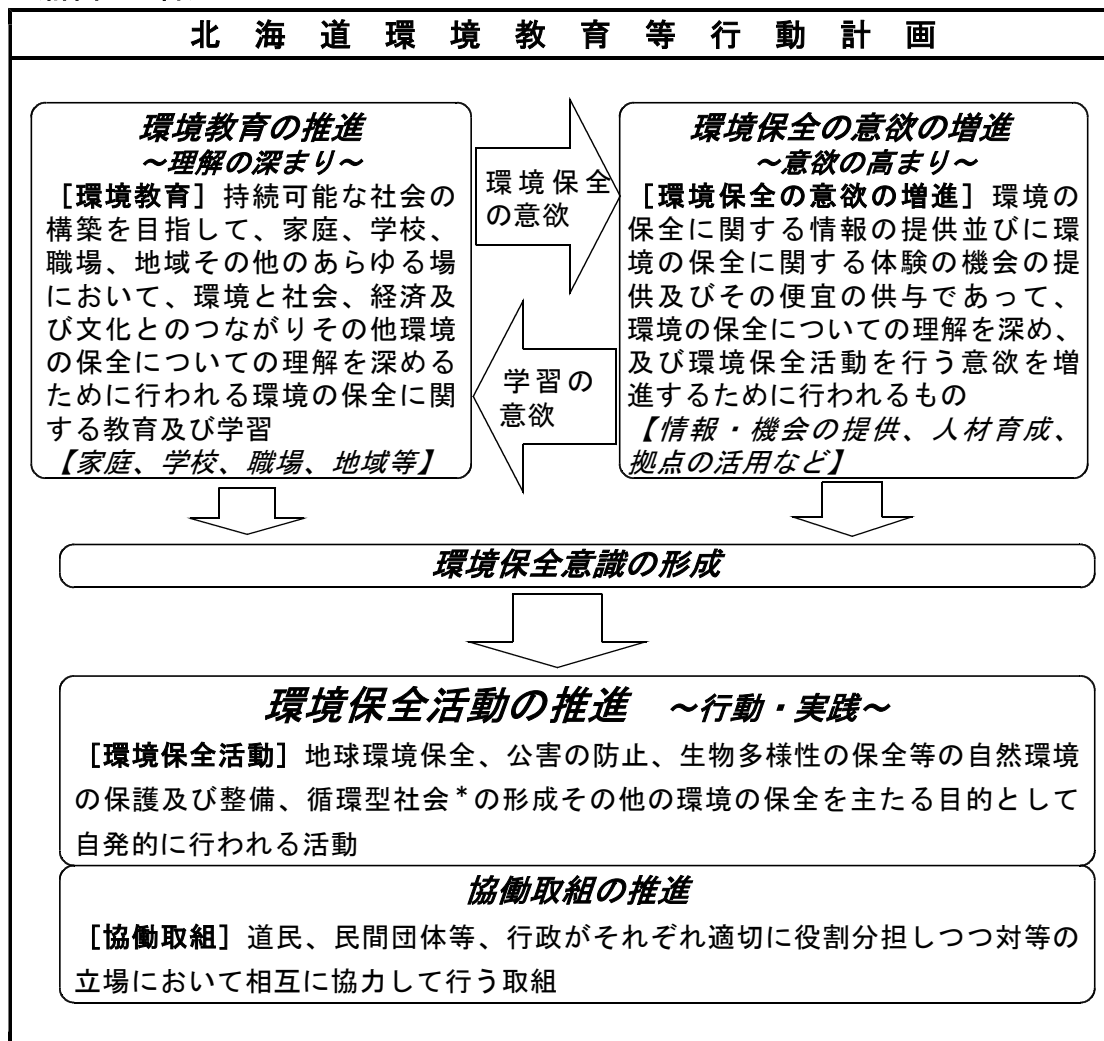 北海道環境教育等行動計画
環境教育の推進
～理解の深まり～
［環境教育］持続可能な社会の
構築を目指して、家庭、学校、
職場、地域その他のあらゆる場
において、環境と社会、経済及
び文化とのつながりその他環境
の保全についての理解を深める
ために行われる環境の保全に関
する教育及び学習
【家庭、学校、職場、地域等】
環境保全
の意欲
学習の
意欲
環境保全の意欲の増進
～意欲の高まり～
［環境保全の意欲の増進］環境の
保全に関する情報の提供並びに環
境の保全に関する体験の機会の提
供及びその便宜の供与であって、
環境の保全についての理解を深め、
及び環境保全活動を行う意欲を増
進するために行われるもの
【情報・機会の提供、人材育成、
拠点の活用など】
環境保全意識の形成
環境保全活動の推進　～行動・実践～
［環境保全活動］地球環境保全、公害の防止、生物多様性の保全等の自然環境
の保護及び整備、循環型社会*の形成その他の環境の保全を主たる目的として
自発的に行われる活動
協働取組の推進
［協働取組］道民、民間団体等、行政がそれぞれ適切に役割分担しつつ対等の
立場において相互に協力して行う取組